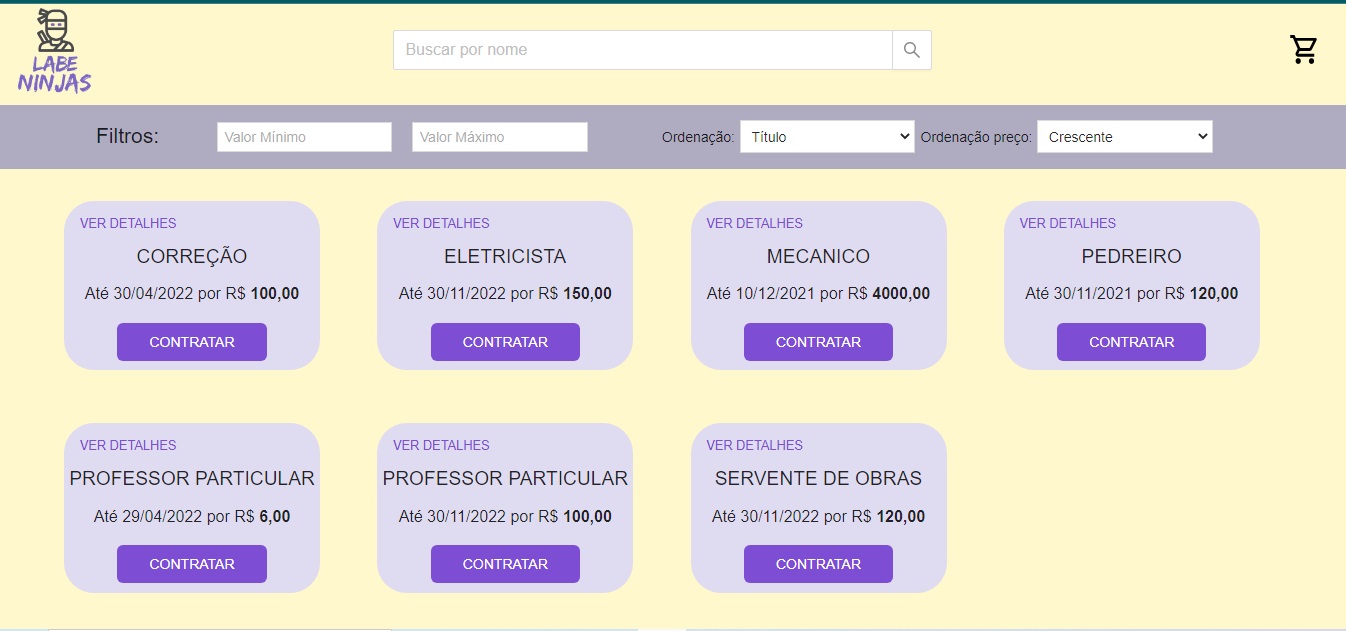 LABE
NINJAS
Buscar por nome
Filtros:
Valor Mínimo
Valor Máximo
Ordenação:
Título
Ordenação preço:
Crescente
VER DETALHES
CORREÇÃO
Até 30/04/2022 por R$ 100,00
CONTRATAR
VER DETALHES
ELETRICISTA
Até 30/11/2022 por R$ 150,00
CONTRATAR
VER DETALHES
MECANICO
Até 10/12/2021 por R$ 4000,00
CONTRATAR
VER DETALHES
PEDREIRO
Até 30/11/2021 por R$ 120,00
CONTRATAR
VER DETALHES
PROFESSOR PARTICULAR
Até 29/04/2022 por R$ 6,00
CONTRATAR
VER DETALHES
PROFESSOR PARTICULAR
Até 30/11/2022 por R$ 100,00
CONTRATAR
VER DETALHES
SERVENTE DE OBRAS
Até 30/11/2022 por R$ 120,00
CONTRATAR